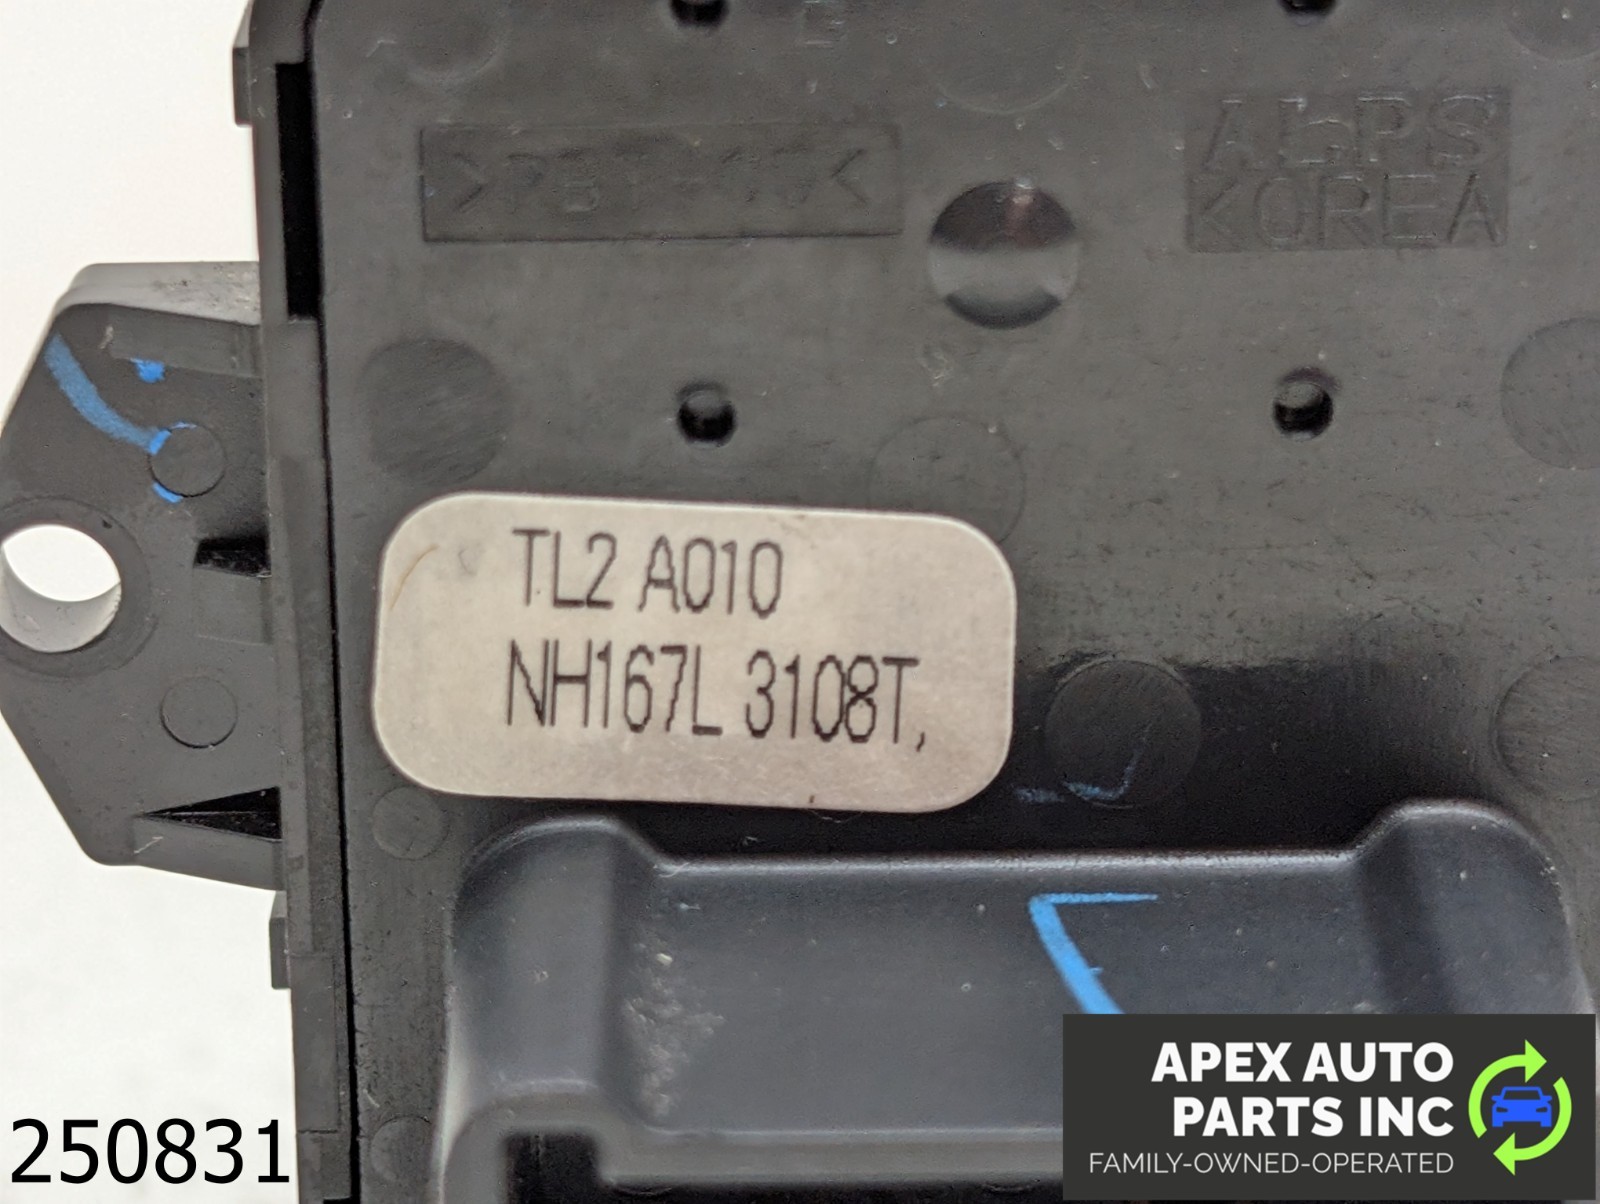 ALPS
KOREA
TL2 A010
NH167L 3108T,
250831
APEX AUTO
PARTS INC
FAMILY-OWNED-OPERATED